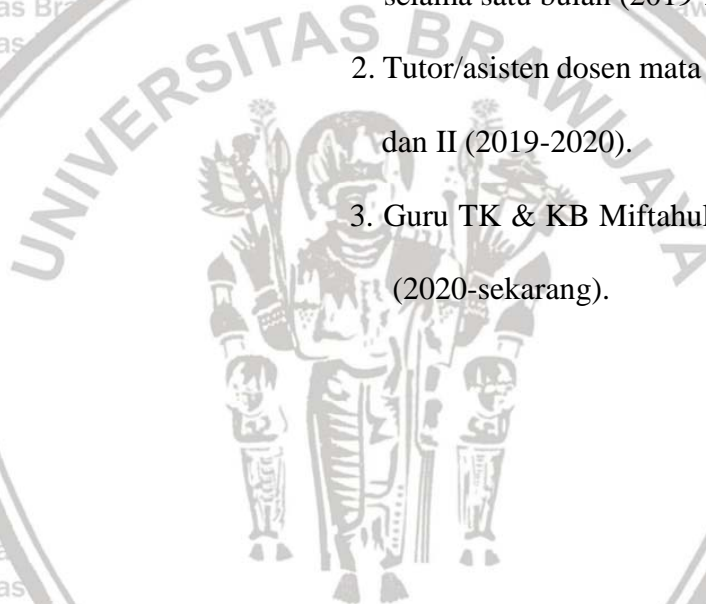 selama satu bulan (2019
2. Tutor/asisten dosen mata
dan II (2019-2020).
3. Guru TK & KB Miftahul
(2020-sekarang).
UNIVERSITAS BRAWIJAYA